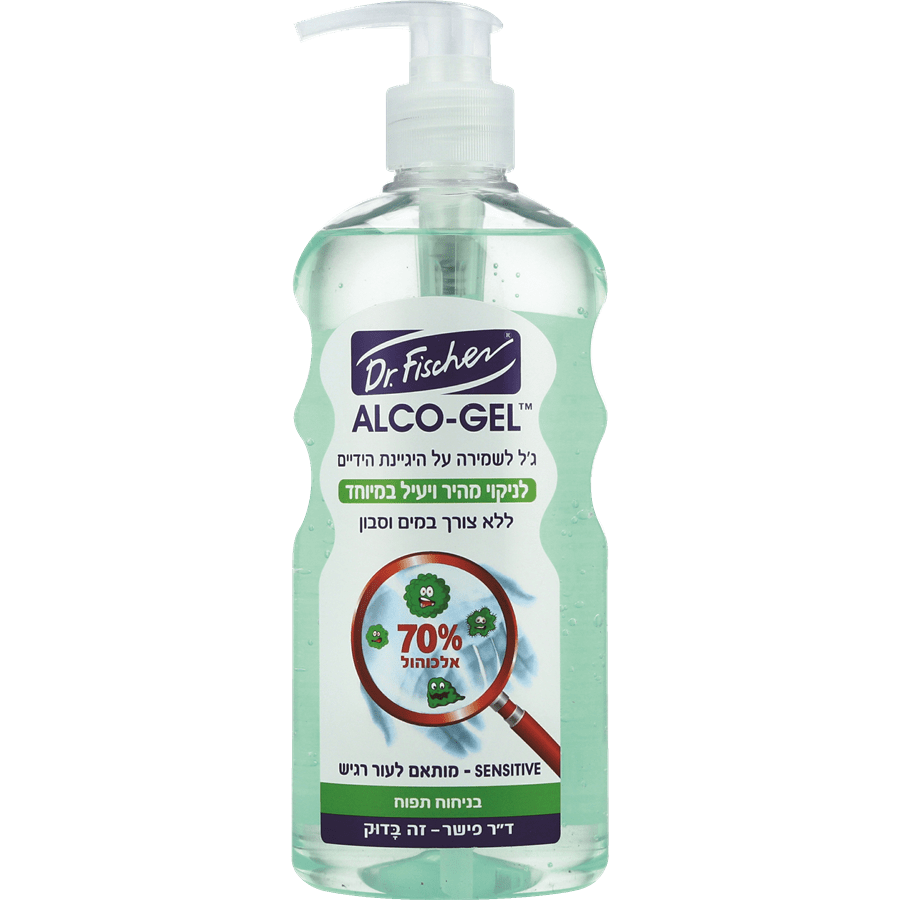 Dr. Fischer®
ALCO-GEL™
ג'ל לשמירה על היגיינת הידיים
לניקוי מהיר ויעיל במיוחד
ללא צורך במים וסבון
70%
אלכוהול
SENSITIVE - מותאם לעור רגיש
בניחוח תפוח
ד"ר פישר – זה בָּדוּק